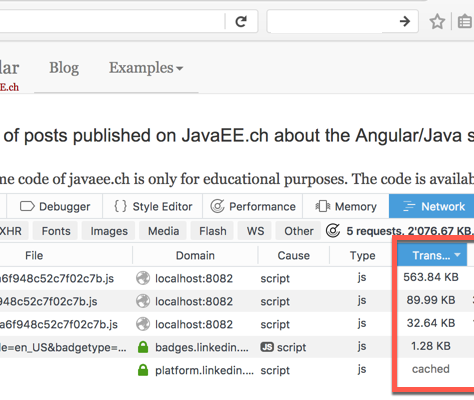 lar Blog Examples
E.ch
of posts published on JavaEE.ch about the Angular/Java s
me code of javaee.ch is only for educational purposes. The code is availab
Debugger {} Style Editor Performance Memory Network
XHR Fonts Images Media Flash WS Other 5 requests, 2'076.67 KB,
File Domain Cause Type Trans...
a6f948c52c7f02c7b.js localhost:8082 script js 563.84 KB
6f948c52c7f02c7b.js localhost:8082 script js 89.99 KB
a6f948c52c7f02c7b.js localhost:8082 script js 32.64 KB
le=en_US&badgetype=... badges.linkedin.... JS script js 1.28 KB
platform.linkedin.... script js cached